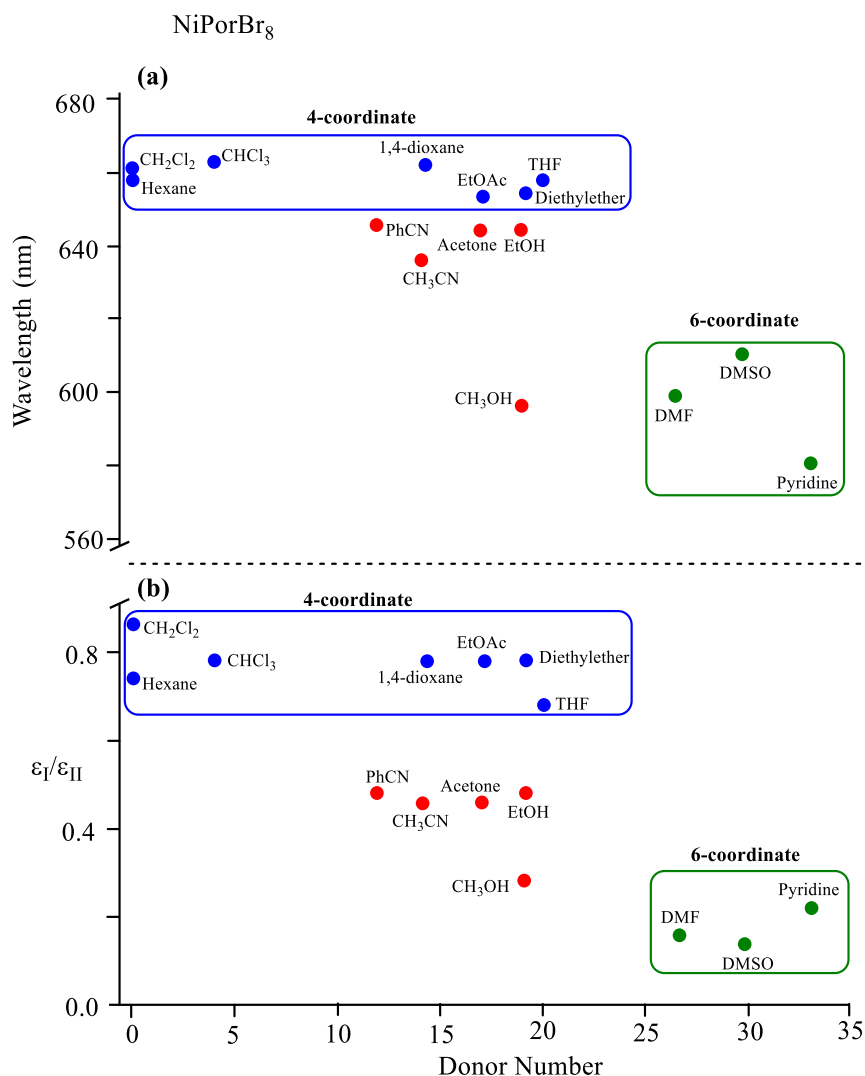 NiPorBr₈
(a)
680
4-coordinate
1,4-dioxane
THF
CH₂Cl₂
CHCl₃
EtOAc
Hexane
Diethylether
PhCN
Acetone
EtOH
640
CH₃CN
Wavelength (nm)
6-coordinate
DMSO
600
CH₃OH
DMF
Pyridine
560
(b)
4-coordinate
CH₂Cl₂
EtOAc
0.8
CHCl₃
Diethylether
1,4-dioxane
Hexane
THF
εI/εII
PhCN
Acetone
CH₃CN
EtOH
0.4
6-coordinate
CH₃OH
Pyridine
DMF
DMSO
0.0
0 5 10 15 20 25 30 35
Donor Number